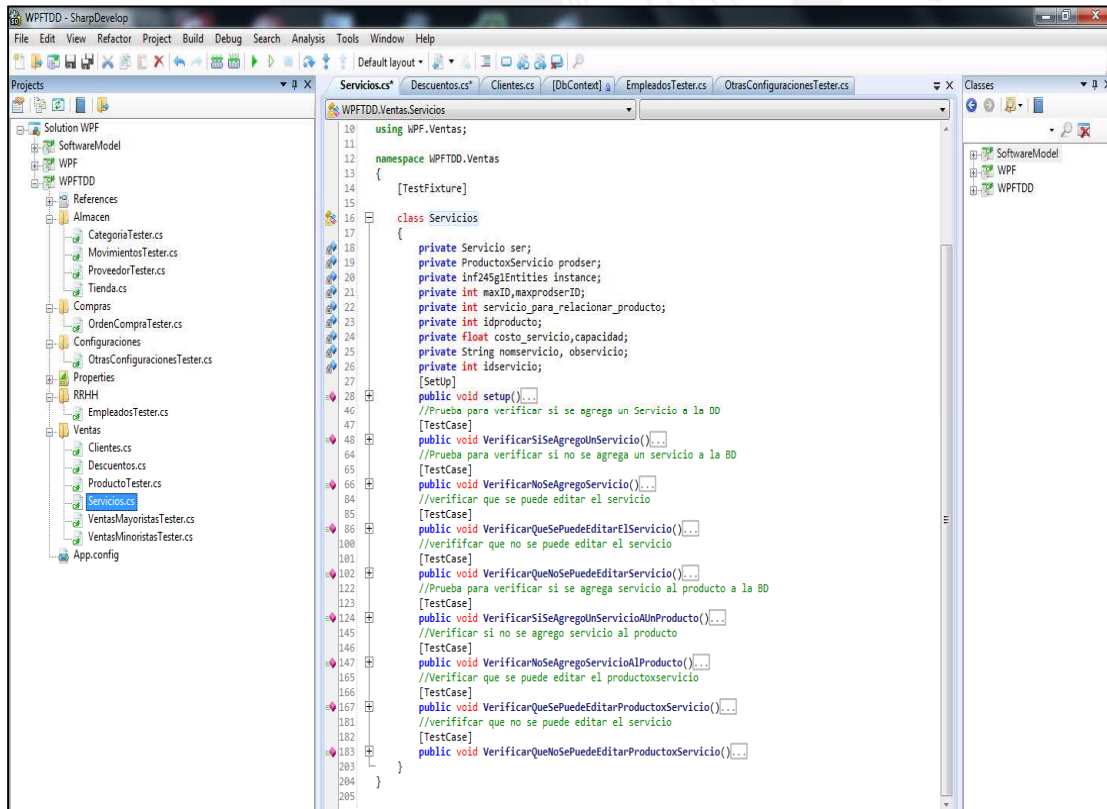 WPFTDD - SharpDevelop
File Edit View Refactor Project Build Debug Search Analysis Tools Window Help
Default layout
Projects
Solution WPF
SoftwareModel
WPF
WPFTDD
References
Almacen
CategoriaTester.cs
MovimientosTester.cs
ProveedorTester.cs
Tienda.cs
Compras
OrdenCompraTester.cs
Configuraciones
OtrasConfiguracionesTester.cs
Properties
RRHH
EmpleadosTester.cs
Ventas
Clientes.cs
Descuentos.cs
ProductoTester.cs
Servicios.cs
VentasMayoristasTester.cs
VentasMinoristasTester.cs
App.config
Servicios.cs* Descuentos.cs* Clientes.cs [DbContext] EmpleadosTester.cs OtrasConfiguracionesTester.cs
WPFTDD.Ventas.Servicios
10 using WPF.Ventas;
11
12 namespace WPFTDD.Ventas
13 {
14 [TestFixture]
15
16 class Servicios
17 {
18 private Servicio ser;
19 private ProductoxServicio prodser;
20 private inf245g1Entities instance;
21 private int maxID,maxprodserID;
22 private int servicio_para_relacionar_producto;
23 private int idproducto;
24 private float costo_servicio,capacidad;
25 private String nomservicio, observicio;
26 private int idservicio;
27 [SetUp]
28 public void setup()...
46 //Prueba para verificar si se agrega un Servicio a la BD
47 [TestCase]
48 public void VerificarSiSeAgregoUnServicio()...
64 //Prueba para verificar si no se agrega un servicio a la BD
65 [TestCase]
66 public void VerificarNoSeAgregoServicio()...
84 //verificar que se puede editar el servicio
85 [TestCase]
86 public void VerificarQueSePuedeEditarElServicio()...
100 //verififcar que no se puede editar el servicio
101 [TestCase]
102 public void VerificarQueNoSePuedeEditarServicio()...
122 //Prueba para verificar si se agrega servicio al producto a la BD
123 [TestCase]
124 public void VerificarSiSeAgregoUnServicioAUnProducto()...
145 //Verificar si no se agrego servicio al producto
146 [TestCase]
147 public void VerificarNoSeAgregoServicioAlProducto()...
165 //Verificar que se puede editar el productoxservicio
166 [TestCase]
167 public void VerificarQueSePuedeEditarProductoxServicio()...
181 //verififcar que no se puede editar el servicio
182 [TestCase]
183 public void VerificarQueNoSePuedeEditarProductoxServicio()...
203 }
204 }
205
Classes
SoftwareModel
WPF
WPFTDD